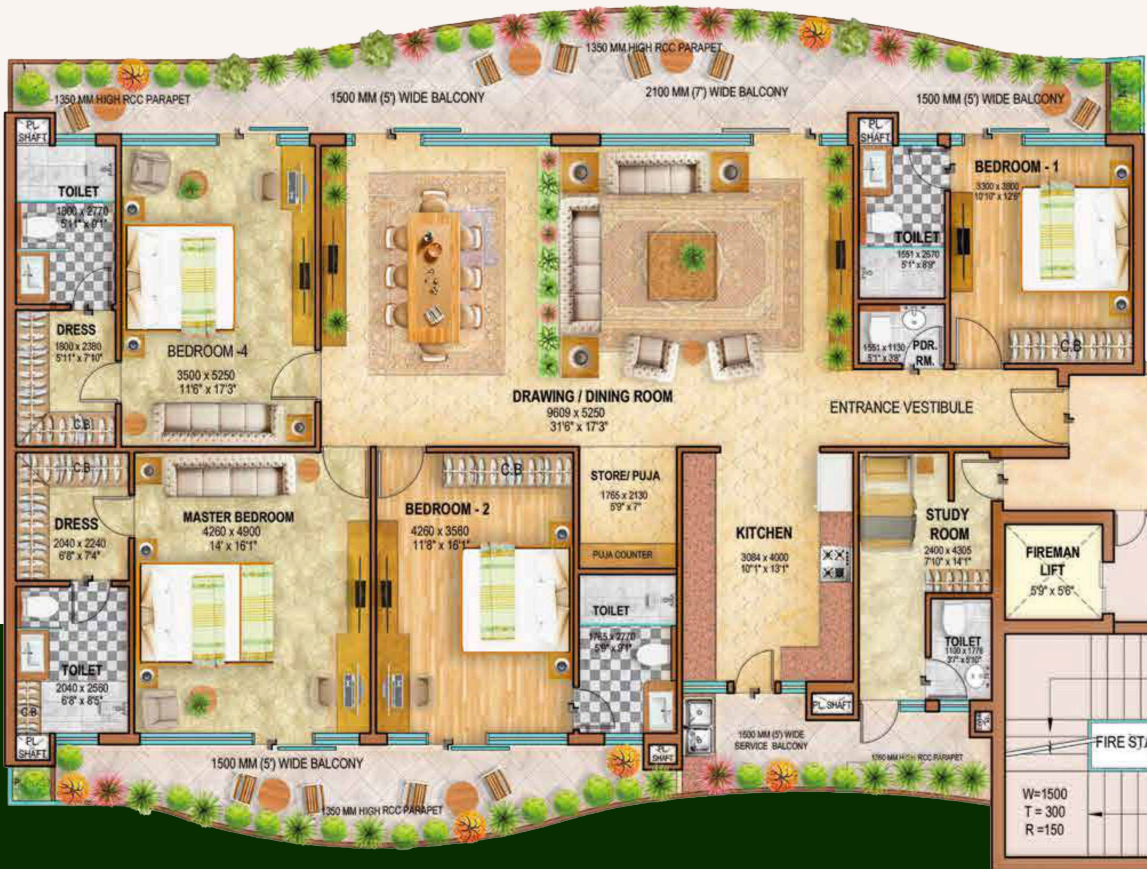 1350 MM HIGH RCC PARAPET
1350 MM HIGH RCC PARAPET
1500 MM (5') WIDE BALCONY
2100 MM (7') WIDE BALCONY
1500 MM (5') WIDE BALCONY
PL.
SHAFT
PL.
SHAFT
TOILET
1800 x 2770
5'11" x 9'1"
BEDROOM - 1
3300 x 3800
10'10" x 12'6"
TOILET
1551 x 2670
5'1" x 8'9"
DRESS
1800 x 2380
5'11" x 7'10"
C.B
BEDROOM -4
3500 x 5250
11'6" x 17'3"
1551 x 1130
5'1" x 3'8"
PDR.
RM.
C.B
DRAWING / DINING ROOM
9609 x 5250
31'6" x 17'3"
ENTRANCE VESTIBULE
C.B
DRESS
2040 x 2240
6'8" x 7'4"
MASTER BEDROOM
4260 x 4900
14' x 16'1"
C.B
BEDROOM - 2
4260 x 3560
11'8" x 16'1"
STORE/ PUJA
1765 x 2130
5'9" x 7"
PUJA COUNTER
KITCHEN
3084 x 4000
10'1" x 13'1"
STUDY
ROOM
2400 x 4305
7'10" x 14'1"
FIREMAN
LIFT
5'9" x 5'6"
TOILET
1765 x 2770
5'9" x 9'1"
TOILET
2040 x 2560
6'8" x 8'5"
C.B
PL.
SHAFT
TOILET
PL. SHAFT
PL.
SHAFT
1500 MM (5') WIDE
SERVICE BALCONY
1500 MM (5') WIDE BALCONY
1350 MM HIGH RCC PARAPET
FIRE STA
W=1500
T = 300
R =150